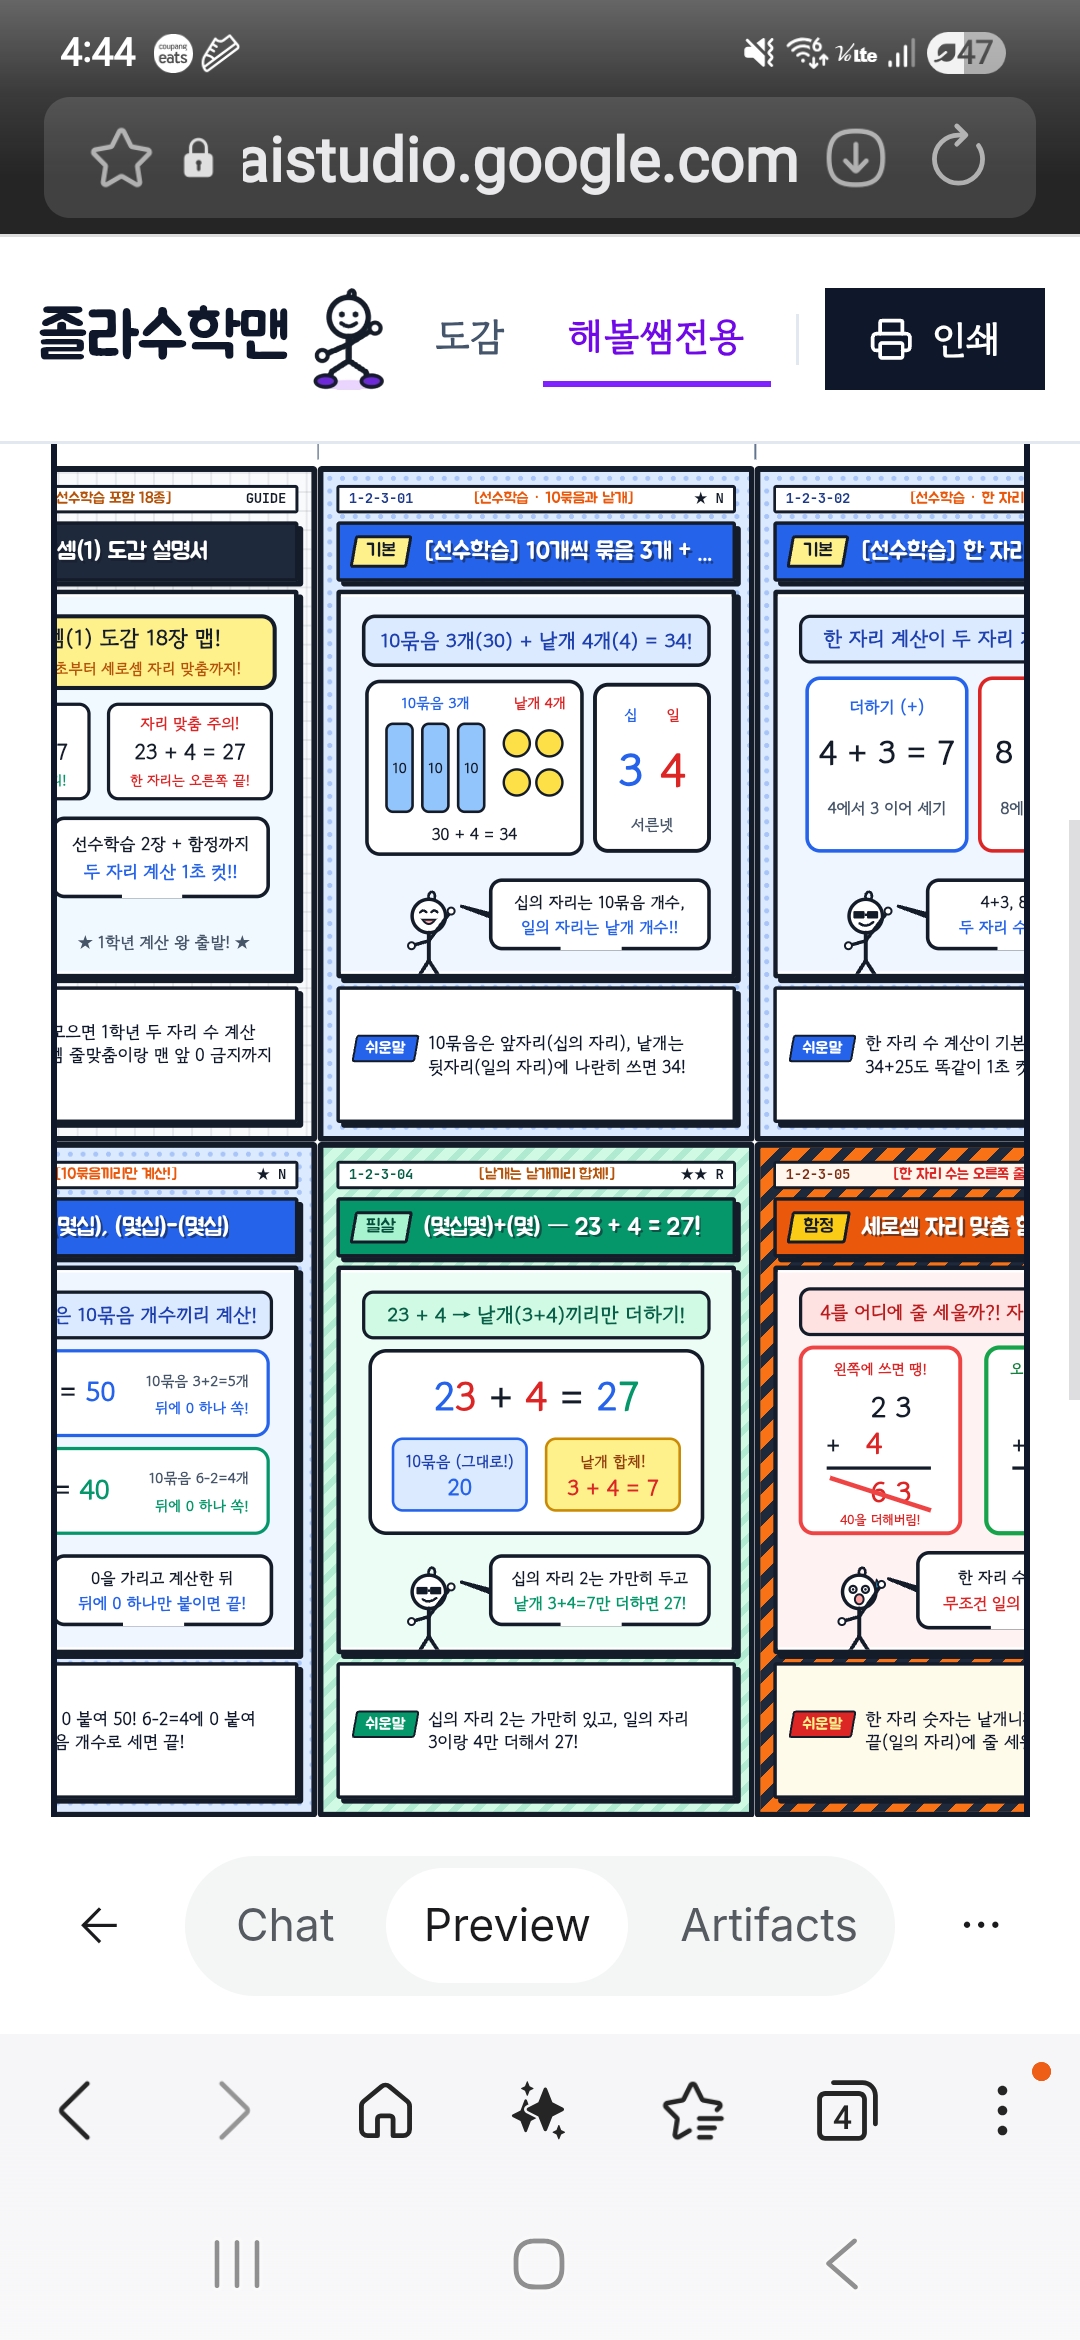 4:44
coupang
eats
6
VoLte
47
aistudio.google.com
졸라수학맨
도감
해볼쌤전용
인쇄
선수학습 포함 18종]
GUIDE
셈(1) 도감 설명서
(1) 도감 18장 맵!
초부터 세로셈 자리 맞춤까지!
7
자리 맞춤 주의!
23 + 4 = 27
한 자리는 오른쪽 끝!
선수학습 2장 + 함정까지
두 자리 계산 1초 컷!!
★ 1학년 계산 왕 출발! ★
모으면 1학년 두 자리 수 계산
줄맞춤이랑 맨 앞 0 금지까지
1-2-3-01
[선수학습 · 10묶음과 낱개]
★ N
기본
[선수학습] 10개씩 묶음 3개 + ...
10묶음 3개(30) + 낱개 4개(4) = 34!
10묶음 3개
낱개 4개
10
10
10
30 + 4 = 34
십
일
3 4
서른넷
십의 자리는 10묶음 개수,
일의 자리는 낱개 개수!!
쉬운말
10묶음은 앞자리(십의 자리), 낱개는
뒷자리(일의 자리)에 나란히 쓰면 34!
1-2-3-02
[선수학습 · 한 자리
기본
[선수학습] 한 자리
한 자리 계산이 두 자리
더하기 (+)
4 + 3 = 7
4에서 3 이어 세기
8
8에
4+3, 8
두 자리 수
쉬운말
한 자리 수 계산이 기본
34+25도 똑같이 1초 컷
[10묶음끼리만 계산!]
★ N
몇십), (몇십)-(몇십)
은 10묶음 개수끼리 계산!
= 50
10묶음 3+2=5개
뒤에 0 하나 쏙!
= 40
10묶음 6-2=4개
뒤에 0 하나 쏙!
0을 가리고 계산한 뒤
뒤에 0 하나만 붙이면 끝!
0 붙여 50! 6-2=4에 0 붙여
음 개수로 세면 끝!
1-2-3-04
[낱개는 낱개끼리 합체!]
★★ R
필살
(몇십몇)+(몇) — 23 + 4 = 27!
23 + 4 → 낱개(3+4)끼리만 더하기!
23 + 4 = 27
10묶음 (그대로!)
20
낱개 합체!
3 + 4 = 7
십의 자리 2는 가만히 두고
낱개 3+4=7만 더하면 27!
쉬운말
십의 자리 2는 가만히 있고, 일의 자리
3이랑 4만 더해서 27!
1-2-3-05
[한 자리 수는 오른쪽 줄
함정
세로셈 자리 맞춤 함
4를 어디에 줄 세울까?! 자
왼쪽에 쓰면 땡!
2 3
+ 4
6 3
40을 더해버림!
오
+
한 자리 수
무조건 일의
쉬운말
한 자리 숫자는 낱개니
끝(일의 자리)에 줄 세우
Chat
Preview
Artifacts
4